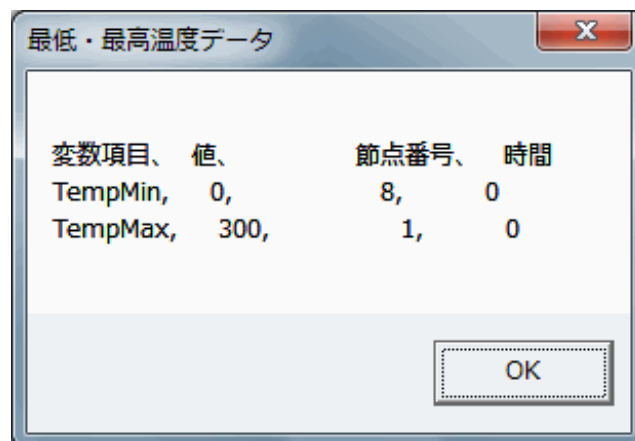 最低・最高温度データ
変数項目、 値、 節点番号、 時間
TempMin, 0, 8, 0
TempMax, 300, 1, 0
OK